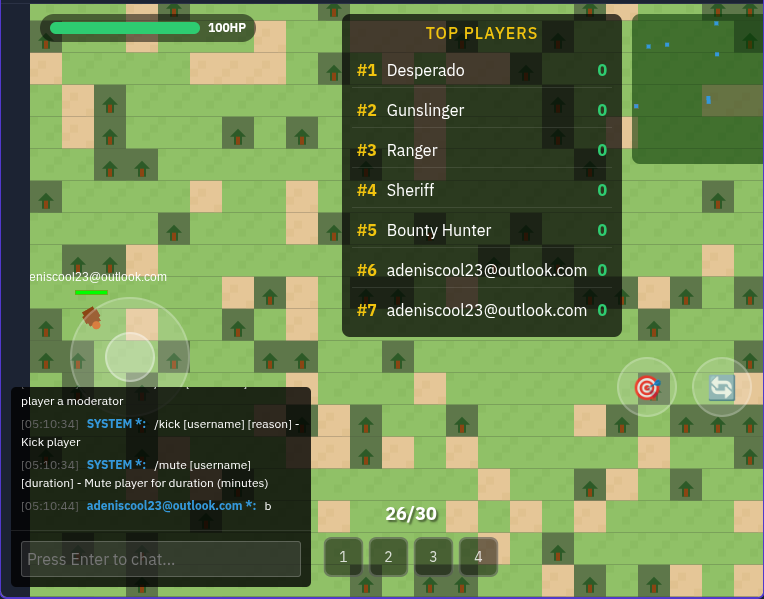 100HP
TOP PLAYERS
#1 Desperado 0
#2 Gunslinger 0
#3 Ranger 0
#4 Sheriff 0
#5 Bounty Hunter 0
#6 adeniscool23@outlook.com 0
#7 adeniscool23@outlook.com 0
eniscool23@outlook.com
player a moderator
[05:10:34] SYSTEM *: /kick [username] [reason] -
Kick player
[05:10:34] SYSTEM *: /mute [username]
[duration] - Mute player for duration (minutes)
[05:10:44] adeniscool23@outlook.com *: b
Press Enter to chat...
26/30
1 2 3 4